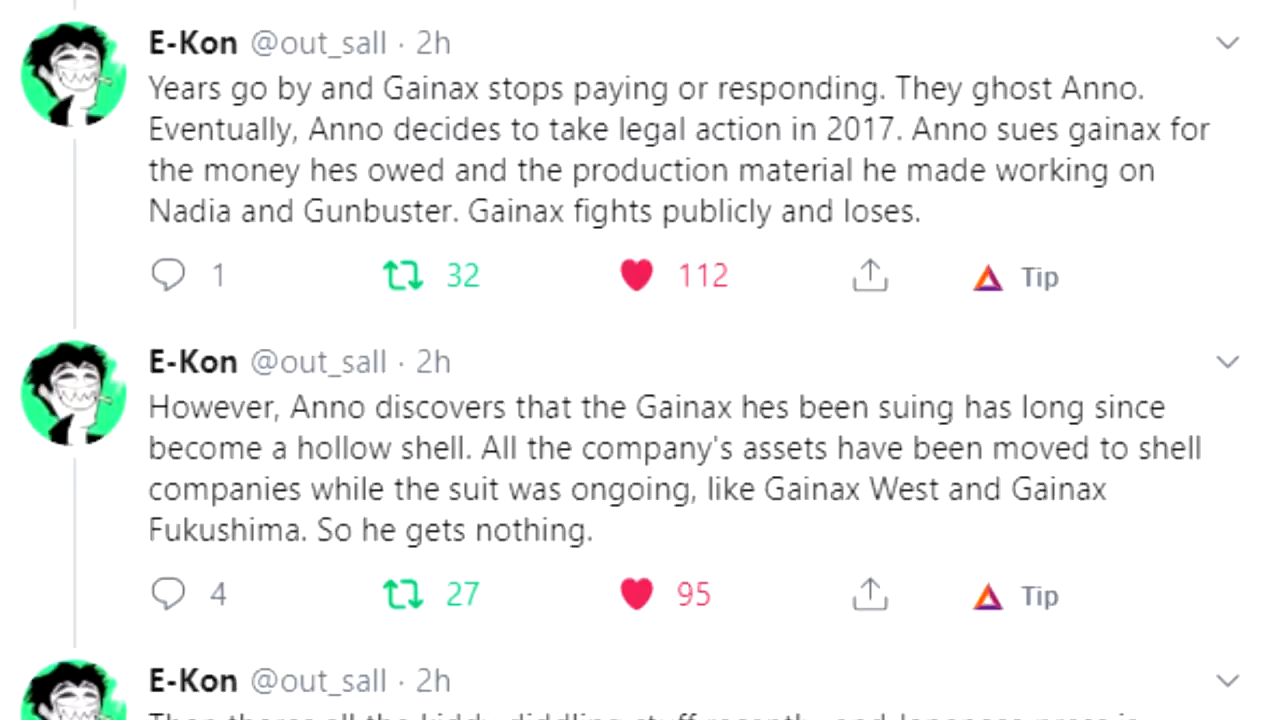 E-Kon @out_sall · 2h
Years go by and Gainax stops paying or responding. They ghost Anno.
Eventually, Anno decides to take legal action in 2017. Anno sues gainax for
the money hes owed and the production material he made working on
Nadia and Gunbuster. Gainax fights publicly and loses.
1 32 112 Tip
E-Kon @out_sall · 2h
However, Anno discovers that the Gainax hes been suing has long since
become a hollow shell. All the company's assets have been moved to shell
companies while the suit was ongoing, like Gainax West and Gainax
Fukushima. So he gets nothing.
4 27 95 Tip
E-Kon @out_sall · 2h